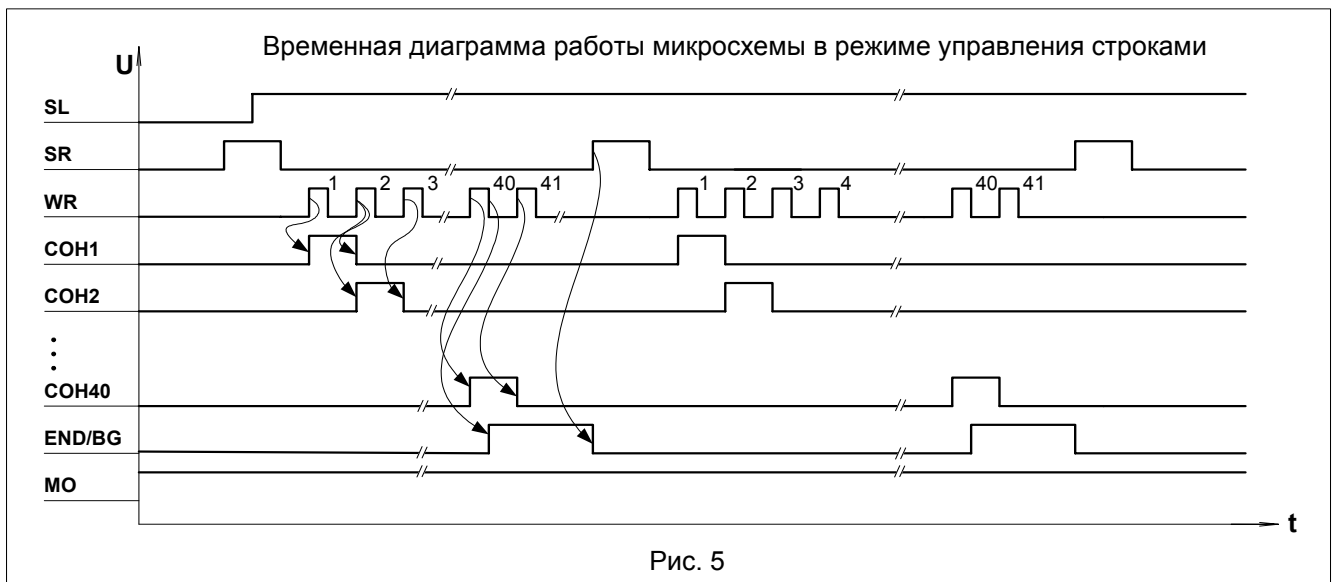 Временная диаграмма работы микросхемы в режиме управления строками
U
SL
SR
WR 1 2 3 40 41 1 2 3 4 40 41
COH1
COH2
COH40
END/BG
MO
t
Рис. 5